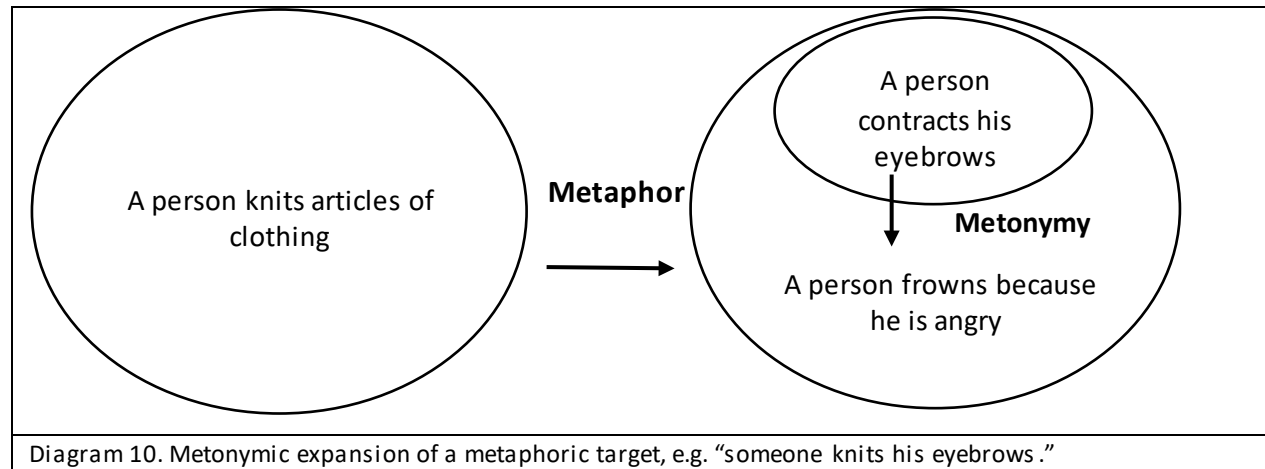 A person knits articles of
clothing
Metaphor
A person
contracts his
eyebrows
Metonymy
A person frowns because
he is angry
Diagram 10. Metonymic expansion of a metaphoric target, e.g. “someone knits his eyebrows.”